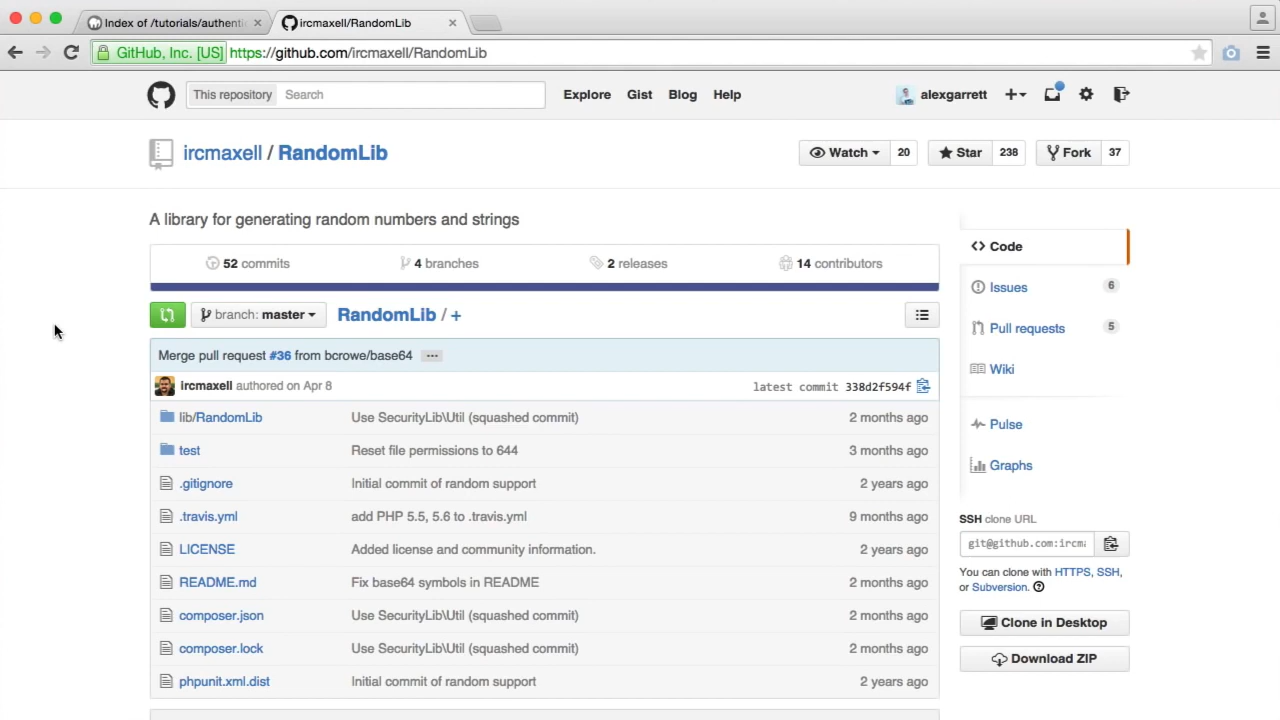 Index of /tutorials/authenti
ircmaxell/RandomLib
GitHub, Inc. [US] https://github.com/ircmaxell/RandomLib
This repository Search Explore Gist Blog Help alexgarrett
ircmaxell / RandomLib
Watch 20 Star 238 Fork 37
A library for generating random numbers and strings
52 commits 4 branches 2 releases 14 contributors
branch: master RandomLib / +
Merge pull request #36 from bcrowe/base64 ...
ircmaxell authored on Apr 8 latest commit 338d2f594f
lib/RandomLib Use SecurityLib\Util (squashed commit) 2 months ago
test Reset file permissions to 644 3 months ago
.gitignore Initial commit of random support 2 years ago
.travis.yml add PHP 5.5, 5.6 to .travis.yml 9 months ago
LICENSE Added license and community information. 2 years ago
README.md Fix base64 symbols in README 2 months ago
composer.json Use SecurityLib\Util (squashed commit) 2 months ago
composer.lock Use SecurityLib\Util (squashed commit) 2 months ago
phpunit.xml.dist Initial commit of random support 2 years ago
Code
Issues 6
Pull requests 5
Wiki
Pulse
Graphs
SSH clone URL
git@github.com:ircma
You can clone with HTTPS, SSH,
or Subversion.
Clone in Desktop
Download ZIP